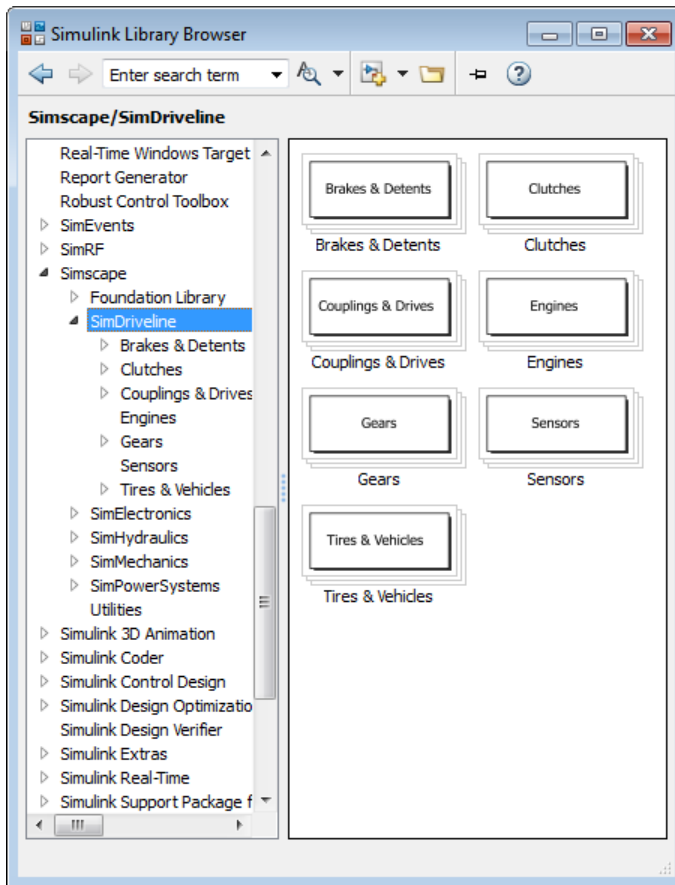 Simulink Library Browser
Enter search term
Simscape/SimDriveline
Real-Time Windows Target
Report Generator
Robust Control Toolbox
SimEvents
SimRF
Simscape
Foundation Library
SimDriveline
Brakes & Detents
Clutches
Couplings & Drives
Engines
Gears
Sensors
Tires & Vehicles
SimElectronics
SimHydraulics
SimMechanics
SimPowerSystems
Utilities
Simulink 3D Animation
Simulink Coder
Simulink Control Design
Simulink Design Optimizatio
Simulink Design Verifier
Simulink Extras
Simulink Real-Time
Simulink Support Package f
Brakes & Detents
Clutches
Brakes & Detents
Clutches
Couplings & Drives
Engines
Couplings & Drives
Engines
Gears
Sensors
Gears
Sensors
Tires & Vehicles
Tires & Vehicles